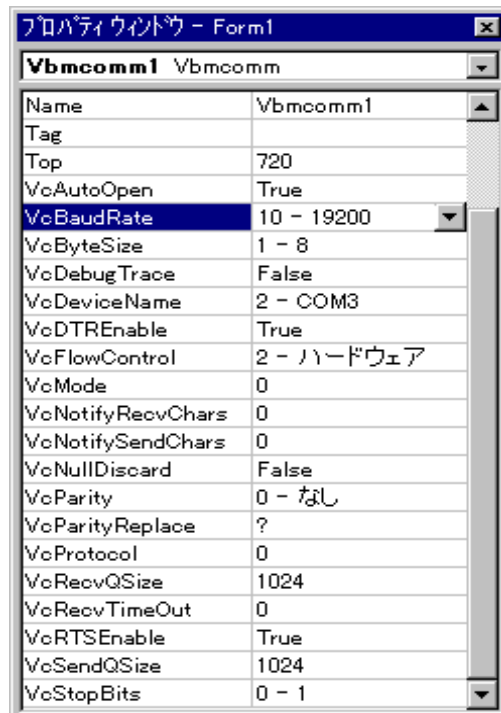 プロパティ ウィンドウ - Form1
Vbmcomm1 Vbmcomm
Name Vbmcomm1
Tag
Top 720
VcAutoOpen True
VcBaudRate 10 - 19200
VcByteSize 1 - 8
VcDebugTrace False
VcDeviceName 2 - COM3
VcDTREnable True
VcFlowControl 2 - ハードウェア
VcMode 0
VcNotifyRecvChars 0
VcNotifySendChars 0
VcNullDiscard False
VcParity 0 - なし
VcParityReplace ?
VcProtocol 0
VcRecvQSize 1024
VcRecvTimeOut 0
VcRTSEnable True
VcSendQSize 1024
VcStopBits 0 - 1